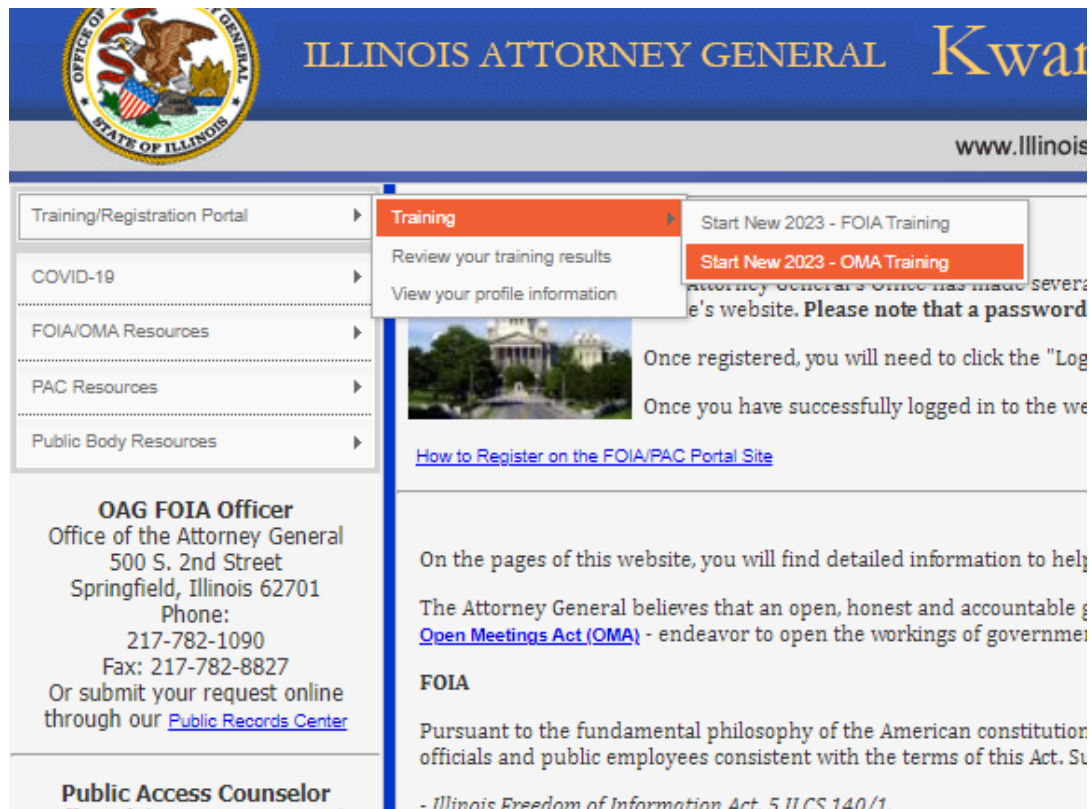 OFFICE OF THE ATTORNEY GENERAL
STATE OF ILLINOIS
ILLINOIS ATTORNEY GENERAL
www.Illinois
Training/Registration Portal
Training
Start New 2023 - FOIA Training
Review your training results
Start New 2023 - OMA Training
View your profile information
COVID-19
FOIA/OMA Resources
PAC Resources
Public Body Resources
Attorney General's Office has made severa
e's website. Please note that a password
Once registered, you will need to click the "Log
Once you have successfully logged in to the we
How to Register on the FOIA/PAC Portal Site
OAG FOIA Officer
Office of the Attorney General
500 S. 2nd Street
Springfield, Illinois 62701
Phone:
217-782-1090
Fax: 217-782-8827
Or submit your request online
through our Public Records Center
Public Access Counselor
On the pages of this website, you will find detailed information to help
The Attorney General believes that an open, honest and accountable g
Open Meetings Act (OMA) - endeavor to open the workings of governme
FOIA
Pursuant to the fundamental philosophy of the American constitution
officials and public employees consistent with the terms of this Act. Su
- Illinois Freedom of Information Act, 5 ILCS 140/1.